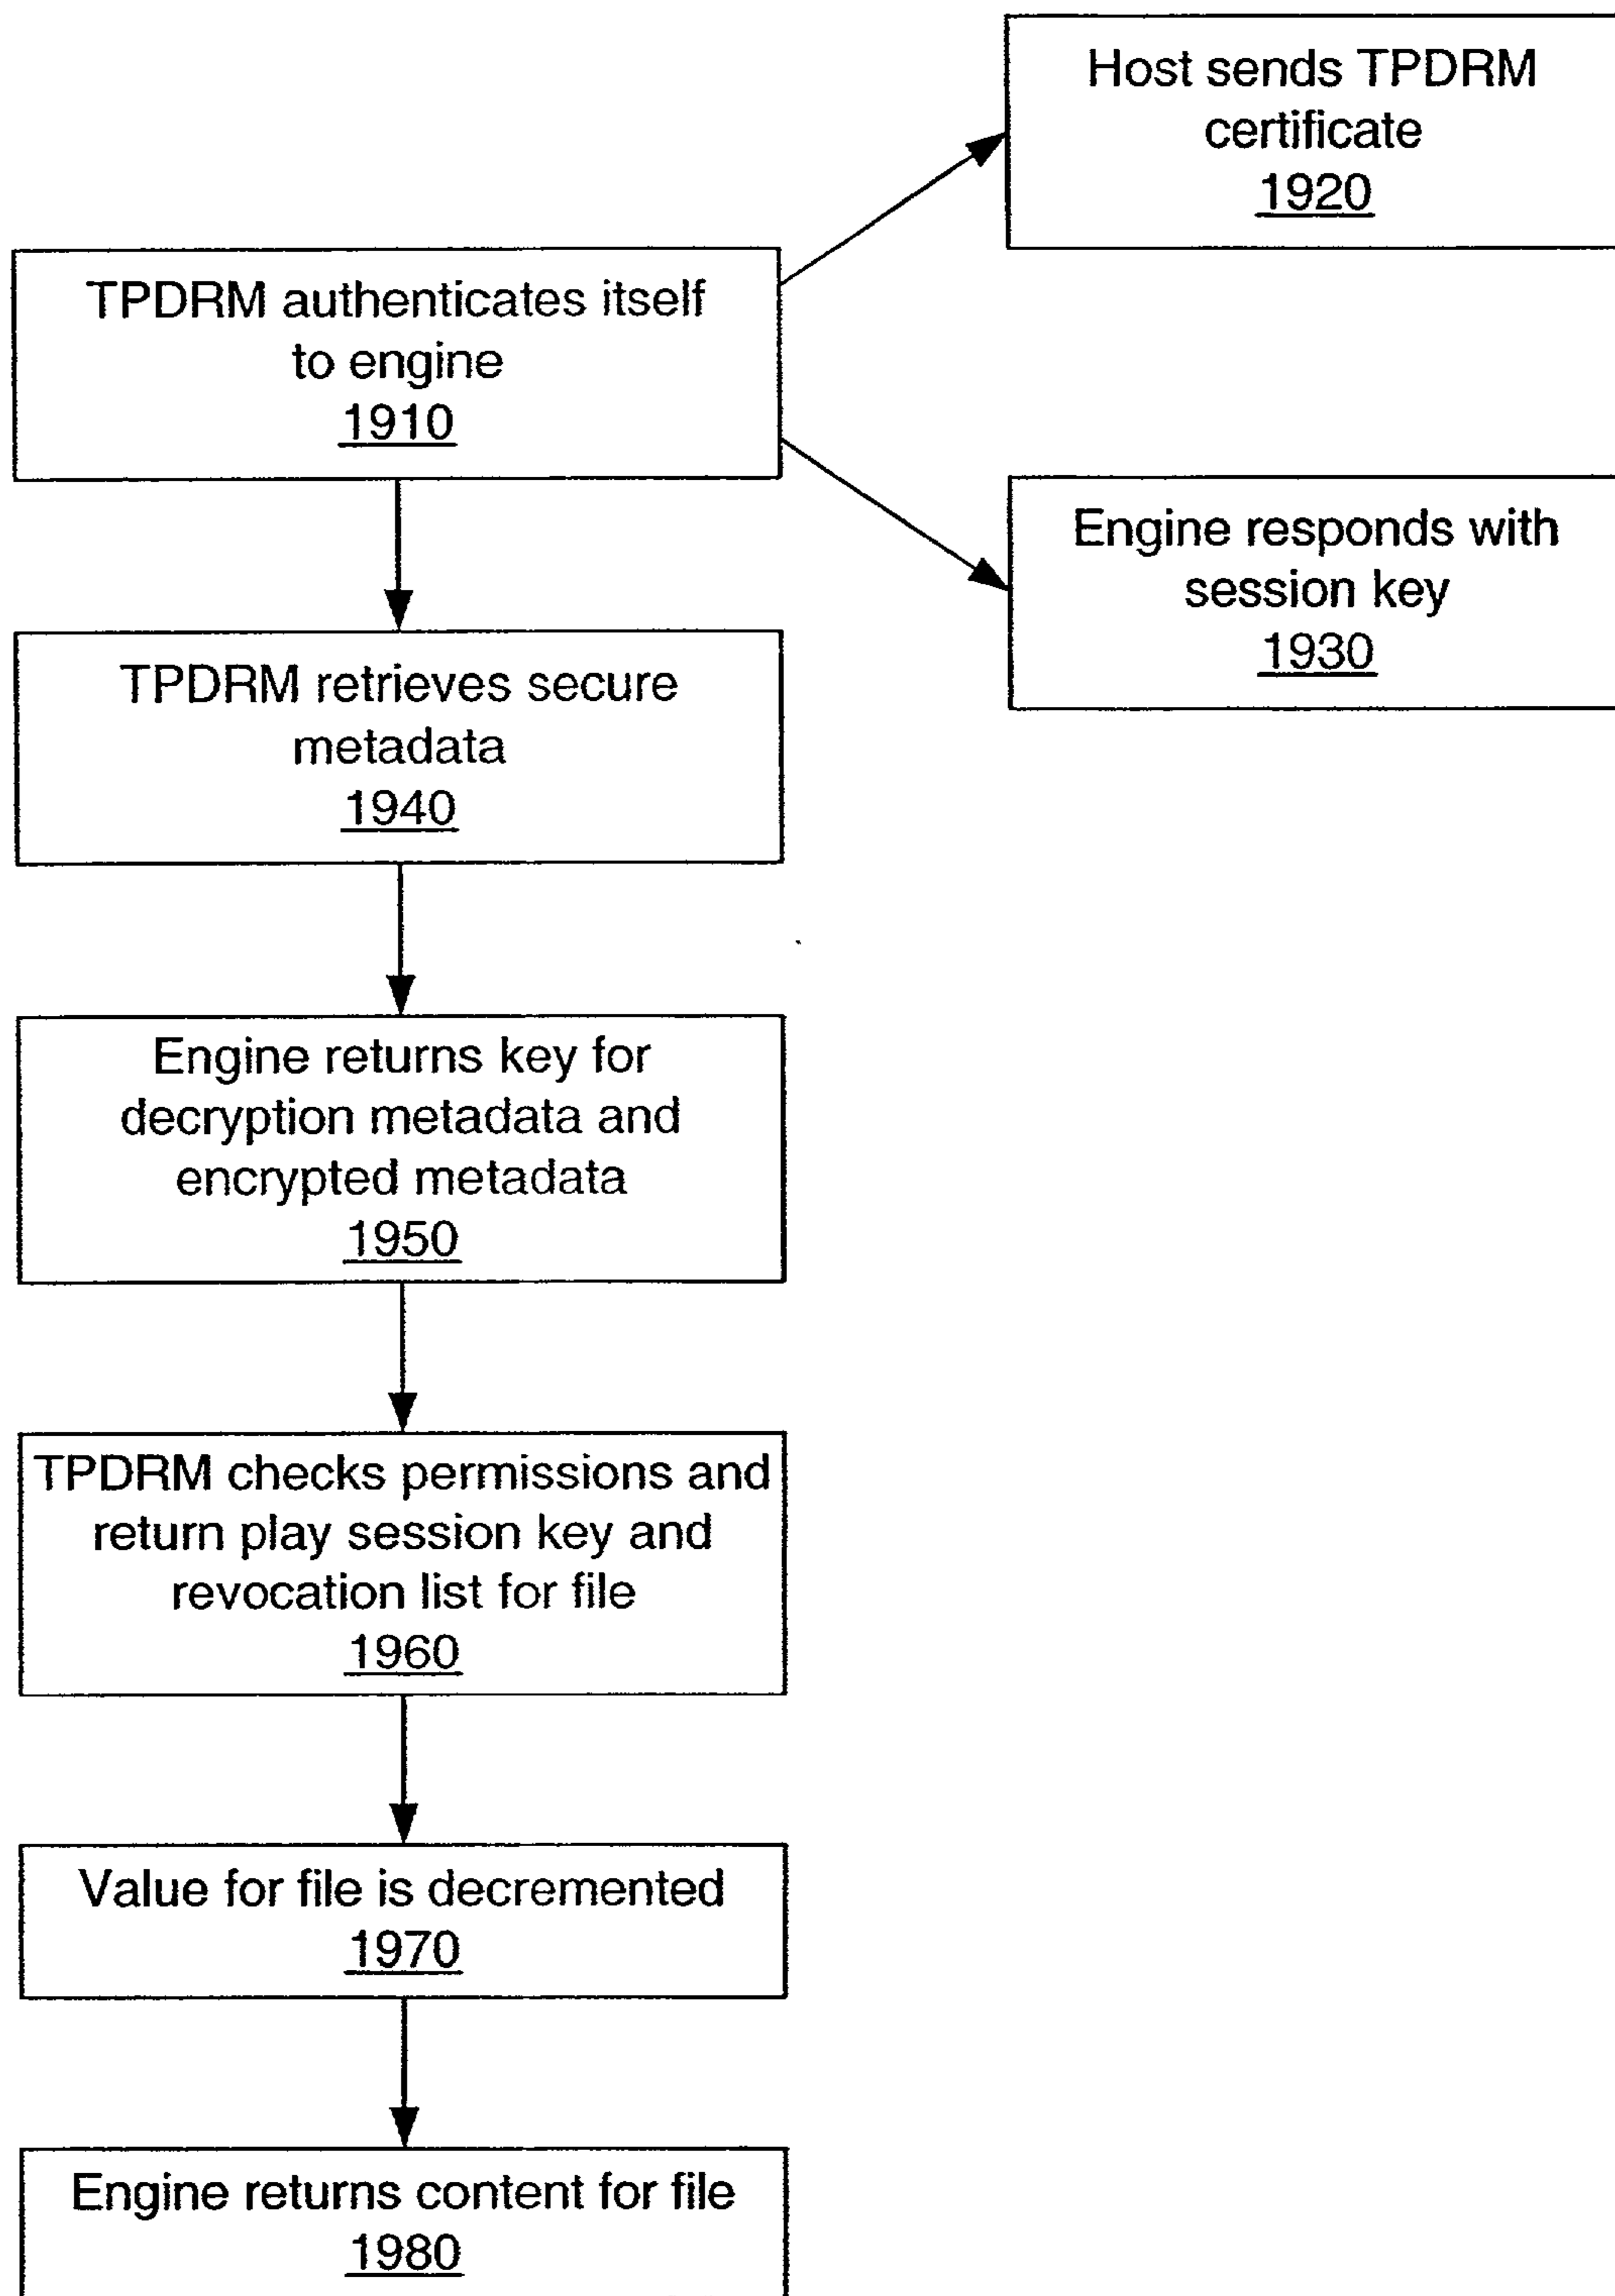 Host sends TPDRM
certificate
1920
TPDRM authenticates itself
to engine
1910
Engine responds with
session key
1930
TPDRM retrieves secure
metadata
1940
Engine returns key for
decryption metadata and
encrypted metadata
1950
TPDRM checks permissions and
return play session key and
revocation list for file
1960
Value for file is decremented
1970
Engine returns content for file
1980